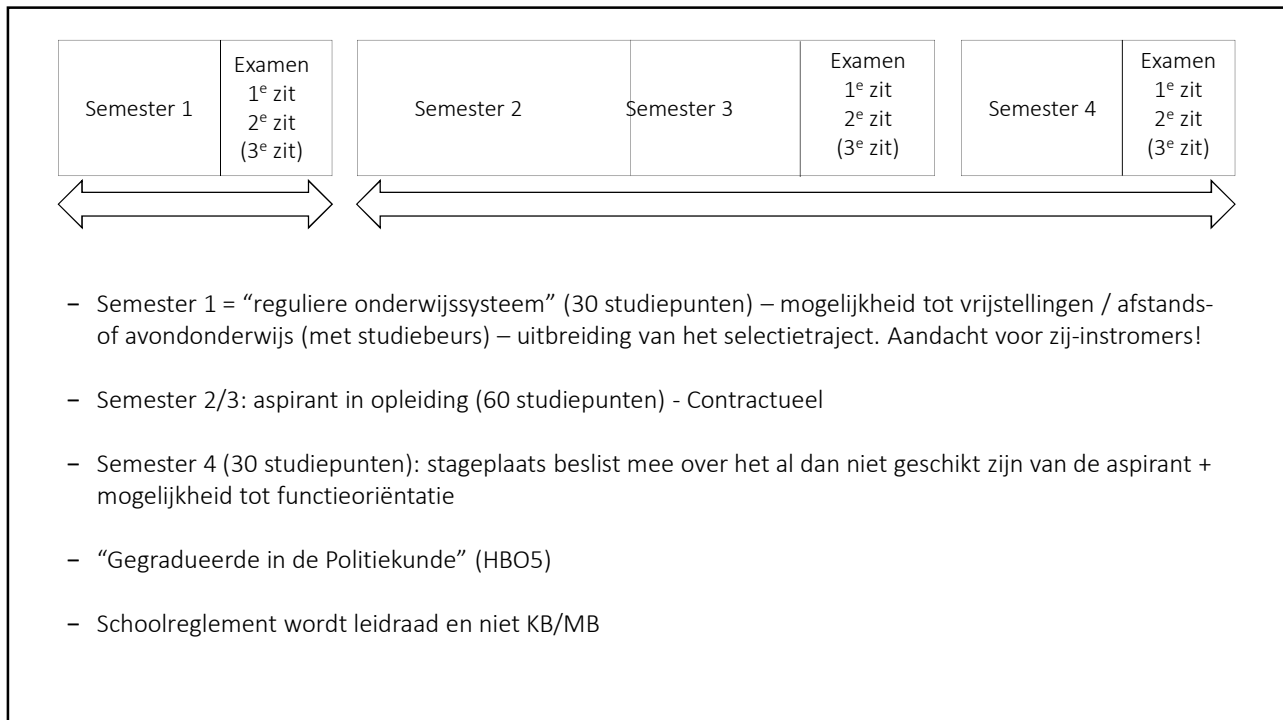 Semester 1
Examen
1e zit
2e zit
(3e zit)
Semester 2
Semester 3
Examen
1e zit
2e zit
(3e zit)
Semester 4
Examen
1e zit
2e zit
(3e zit)
– Semester 1 = “reguliere onderwijssysteem” (30 studiepunten) – mogelijkheid tot vrijstellingen / afstands-
of avondonderwijs (met studiebeurs) – uitbreiding van het selectietraject. Aandacht voor zij-instromers!
– Semester 2/3: aspirant in opleiding (60 studiepunten) - Contractueel
– Semester 4 (30 studiepunten): stageplaats beslist mee over het al dan niet geschikt zijn van de aspirant +
mogelijkheid tot functieoriëntatie
– “Gegradueerde in de Politiekunde” (HBO5)
– Schoolreglement wordt leidraad en niet KB/MB